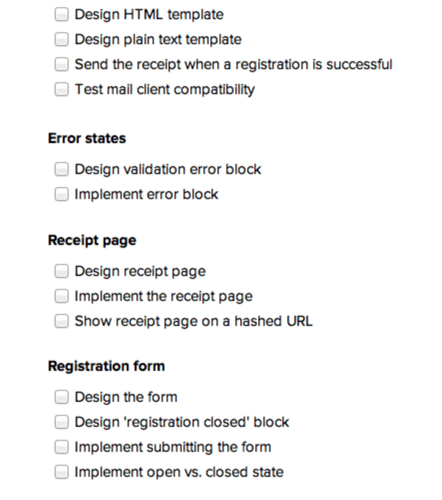 Design HTML template
Design plain text template
Send the receipt when a registration is successful
Test mail client compatibility
Error states
Design validation error block
Implement error block
Receipt page
Design receipt page
Implement the receipt page
Show receipt page on a hashed URL
Registration form
Design the form
Design 'registration closed' block
Implement submitting the form
Implement open vs. closed state